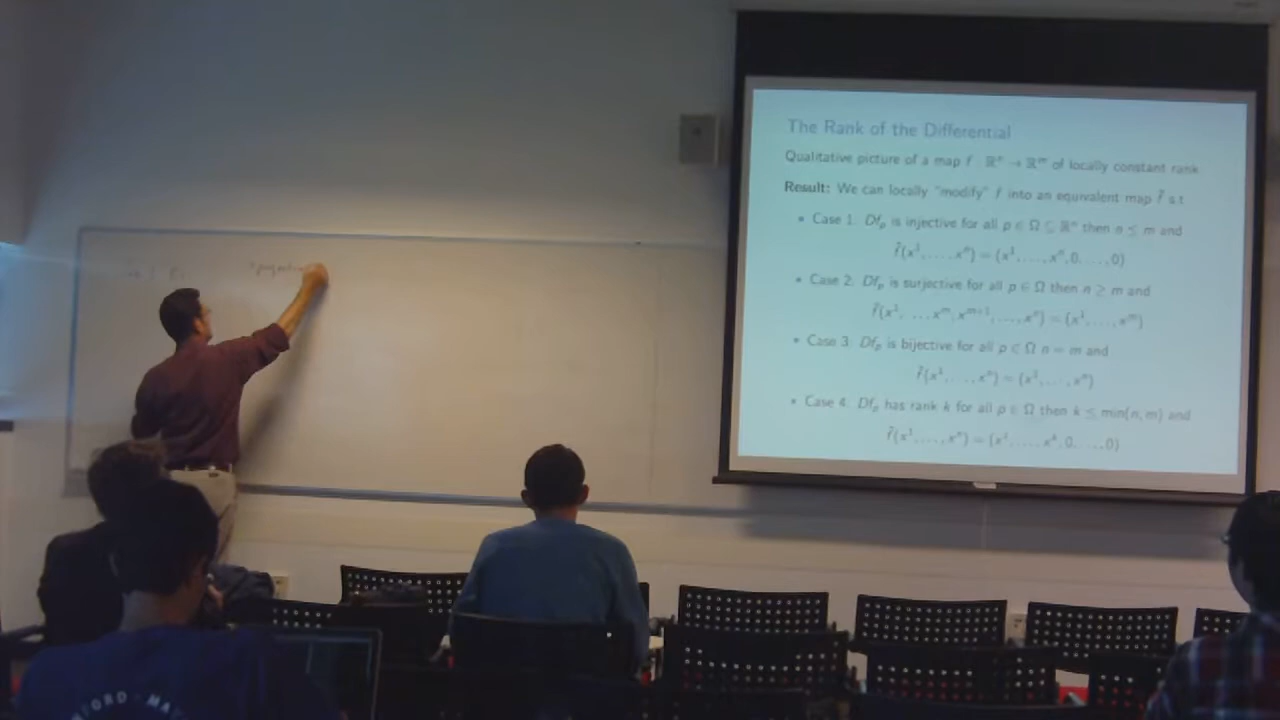 The Rank of the Differential
Qualitative picture of a map f : ℝⁿ → ℝᵐ of locally constant rank
Result: We can locally "modify" f into an equivalent map f̃ s.t
• Case 1. Df_p is injective for all p ∈ Ω ⊆ ℝⁿ then n ≤ m and
f̃(x¹, . . . , xⁿ) = (x¹, . . . , xⁿ, 0, . . . , 0)
• Case 2. Df_p is surjective for all p ∈ Ω then n ≥ m and
f̃(x¹, . . . xᵐ, xᵐ⁺¹, . . . , xⁿ) = (x¹, . . . , xᵐ)
• Case 3. Df_p is bijective for all p ∈ Ω n = m and
f̃(x¹, . . . , xⁿ) = (x¹, . . . , xⁿ)
• Case 4. Df_p has rank k for all p ∈ Ω then k ≤ min(n, m) and
f̃(x¹, . . . , xⁿ) = (x¹, . . . , xᵏ, 0, . . . , 0)